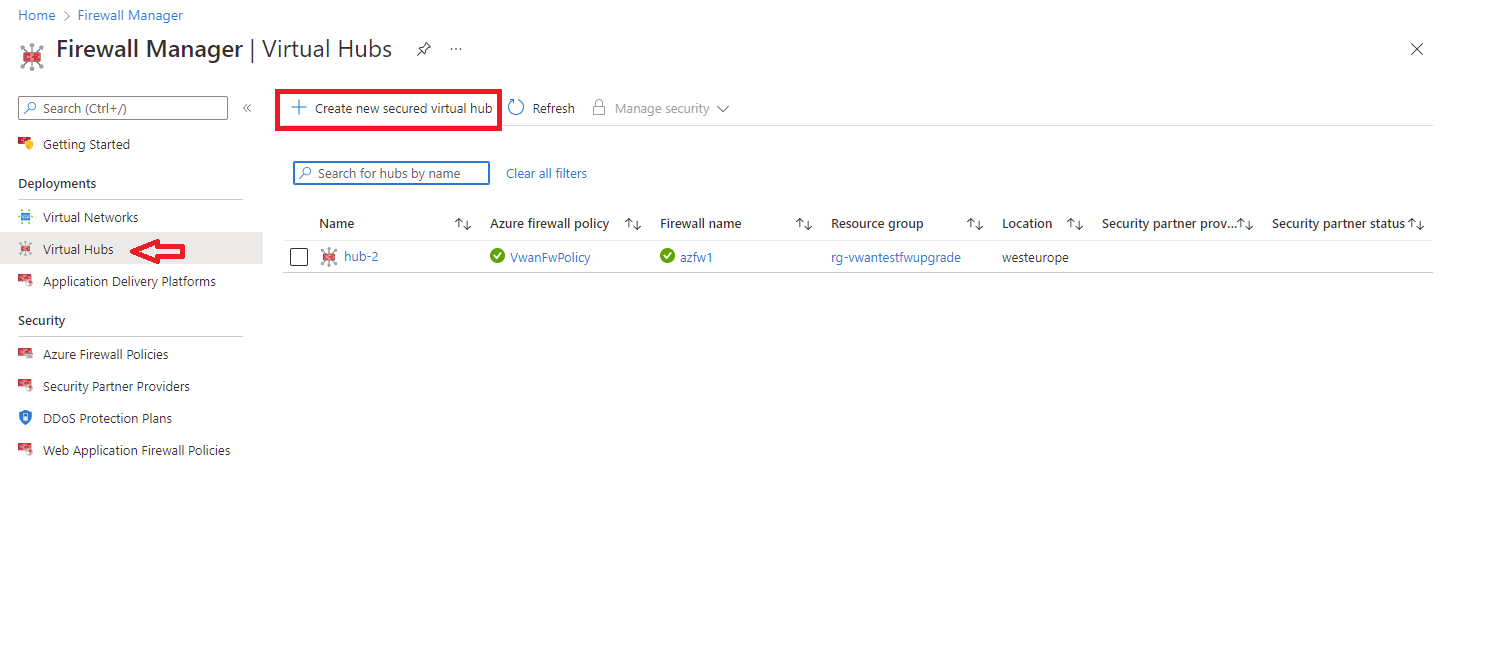 Home > Firewall Manager
Firewall Manager | Virtual Hubs ...
Search (Ctrl+/) «
Getting Started
Deployments
Virtual Networks
Virtual Hubs
Application Delivery Platforms
Security
Azure Firewall Policies
Security Partner Providers
DDoS Protection Plans
Web Application Firewall Policies
+ Create new secured virtual hub Refresh Manage security
Search for hubs by name Clear all filters
Name ↑↓ Azure firewall policy ↑↓ Firewall name ↑↓ Resource group ↑↓ Location ↑↓ Security partner prov...↑↓ Security partner status ↑↓
hub-2 VwanFwPolicy azfw1 rg-vwantestfwupgrade westeurope